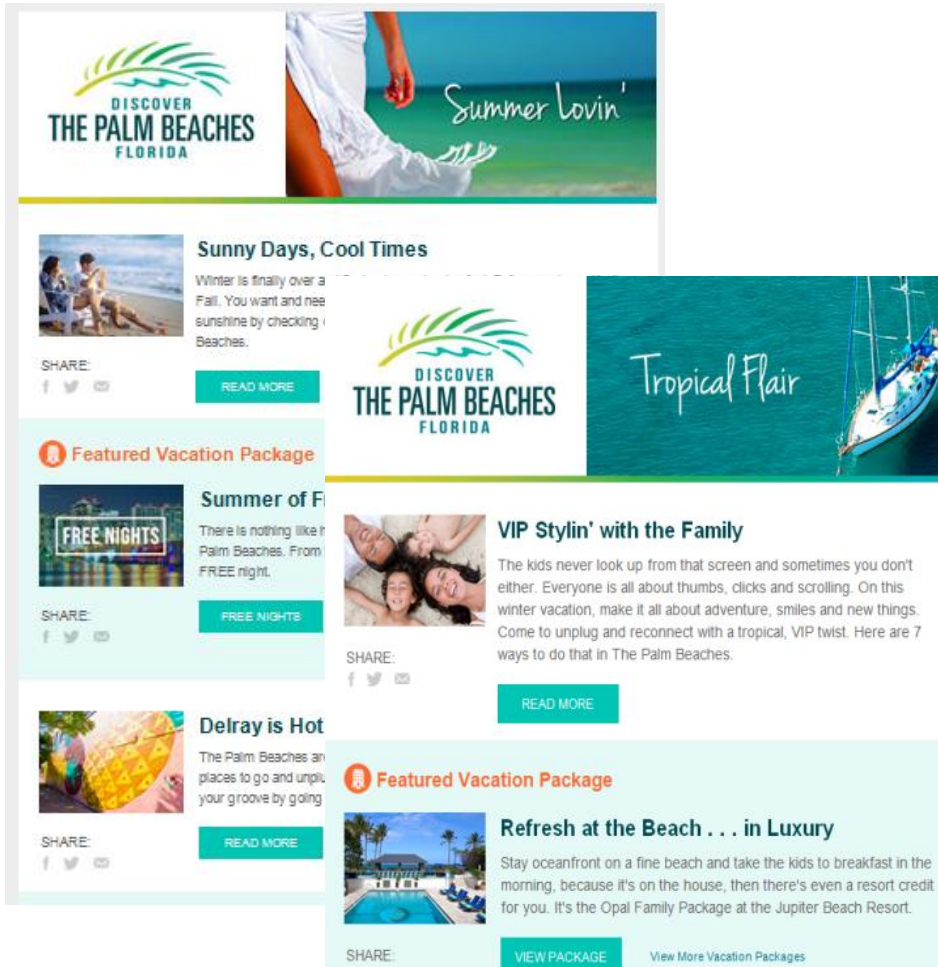 DISCOVER
THE PALM BEACHES
FLORIDA
Summer Lovin'
Sunny Days, Cool Times
Winter is finally over
Fall. You want and
sunshine by checking
Beaches.
SHARE:
READ MORE
Featured Vacation Package
FREE NIGHTS
Summer of
There is nothing like
Palm Beaches. From
FREE night.
SHARE:
FREE NIGHTS
Delray is Hot
The Palm Beaches
places to go and
your groove by going
SHARE:
READ MORE
DISCOVER
THE PALM BEACHES
FLORIDA
Tropical Flair
VIP Stylin' with the Family
The kids never look up from that screen and sometimes you don't
either. Everyone is all about thumbs, clicks and scrolling. On this
winter vacation, make it all about adventure, smiles and new things.
Come to unplug and reconnect with a tropical, VIP twist. Here are 7
ways to do that in The Palm Beaches.
SHARE:
READ MORE
Featured Vacation Package
Refresh at the Beach . . . in Luxury
Stay oceanfront on a fine beach and take the kids to breakfast in the
morning, because it's on the house, then there's even a resort credit
for you. It's the Opal Family Package at the Jupiter Beach Resort.
SHARE:
VIEW PACKAGE
View More Vacation Packages